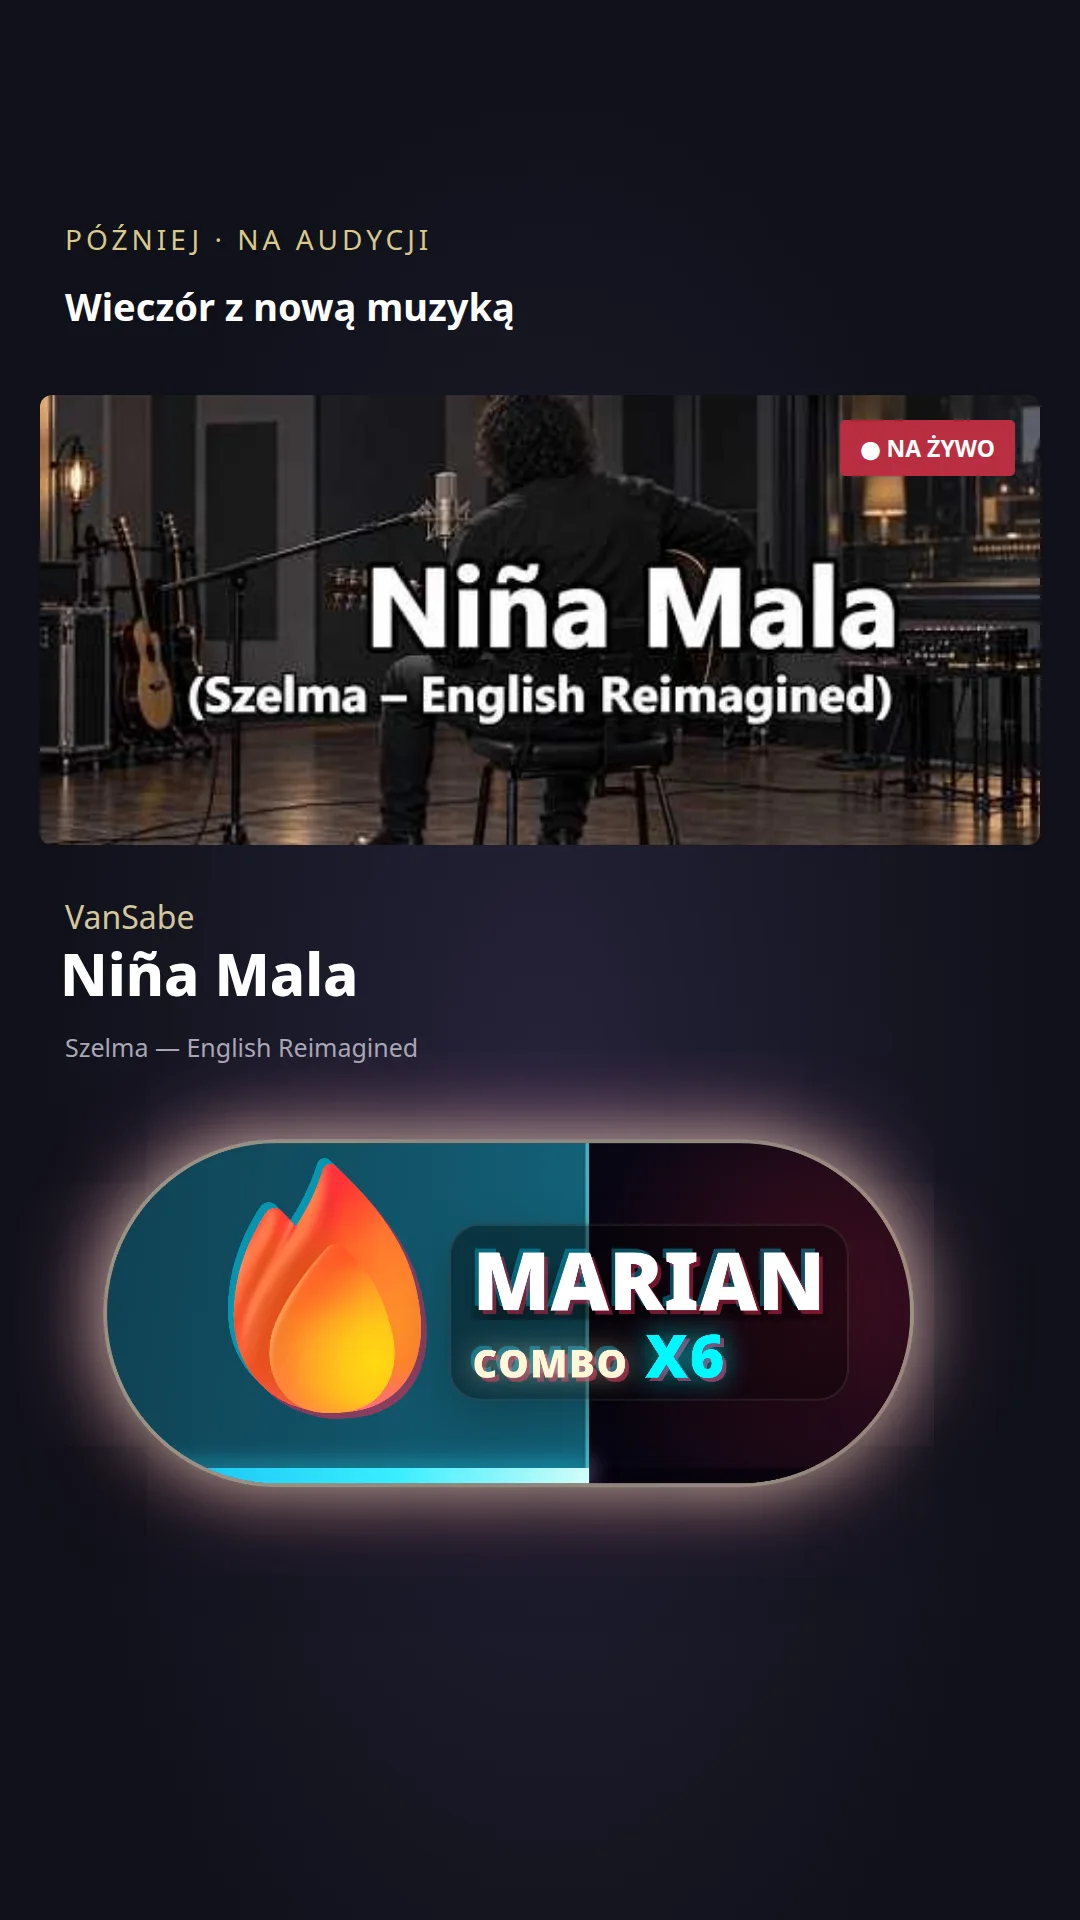 PÓŹNIEJ · NA AUDYCJI
Wieczór z nową muzyką
NA ŻYWO
Niña Mala
(Szelma – English Reimagined)
VanSabe
Niña Mala
Szelma — English Reimagined
MARIAN
COMBO X6